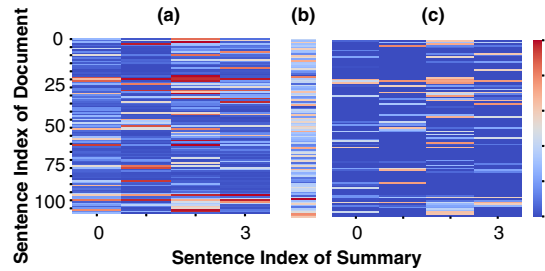 (a) (b) (c)
0
25
50
75
100
Sentence Index of Document
0 3 0 3
Sentence Index of Summary